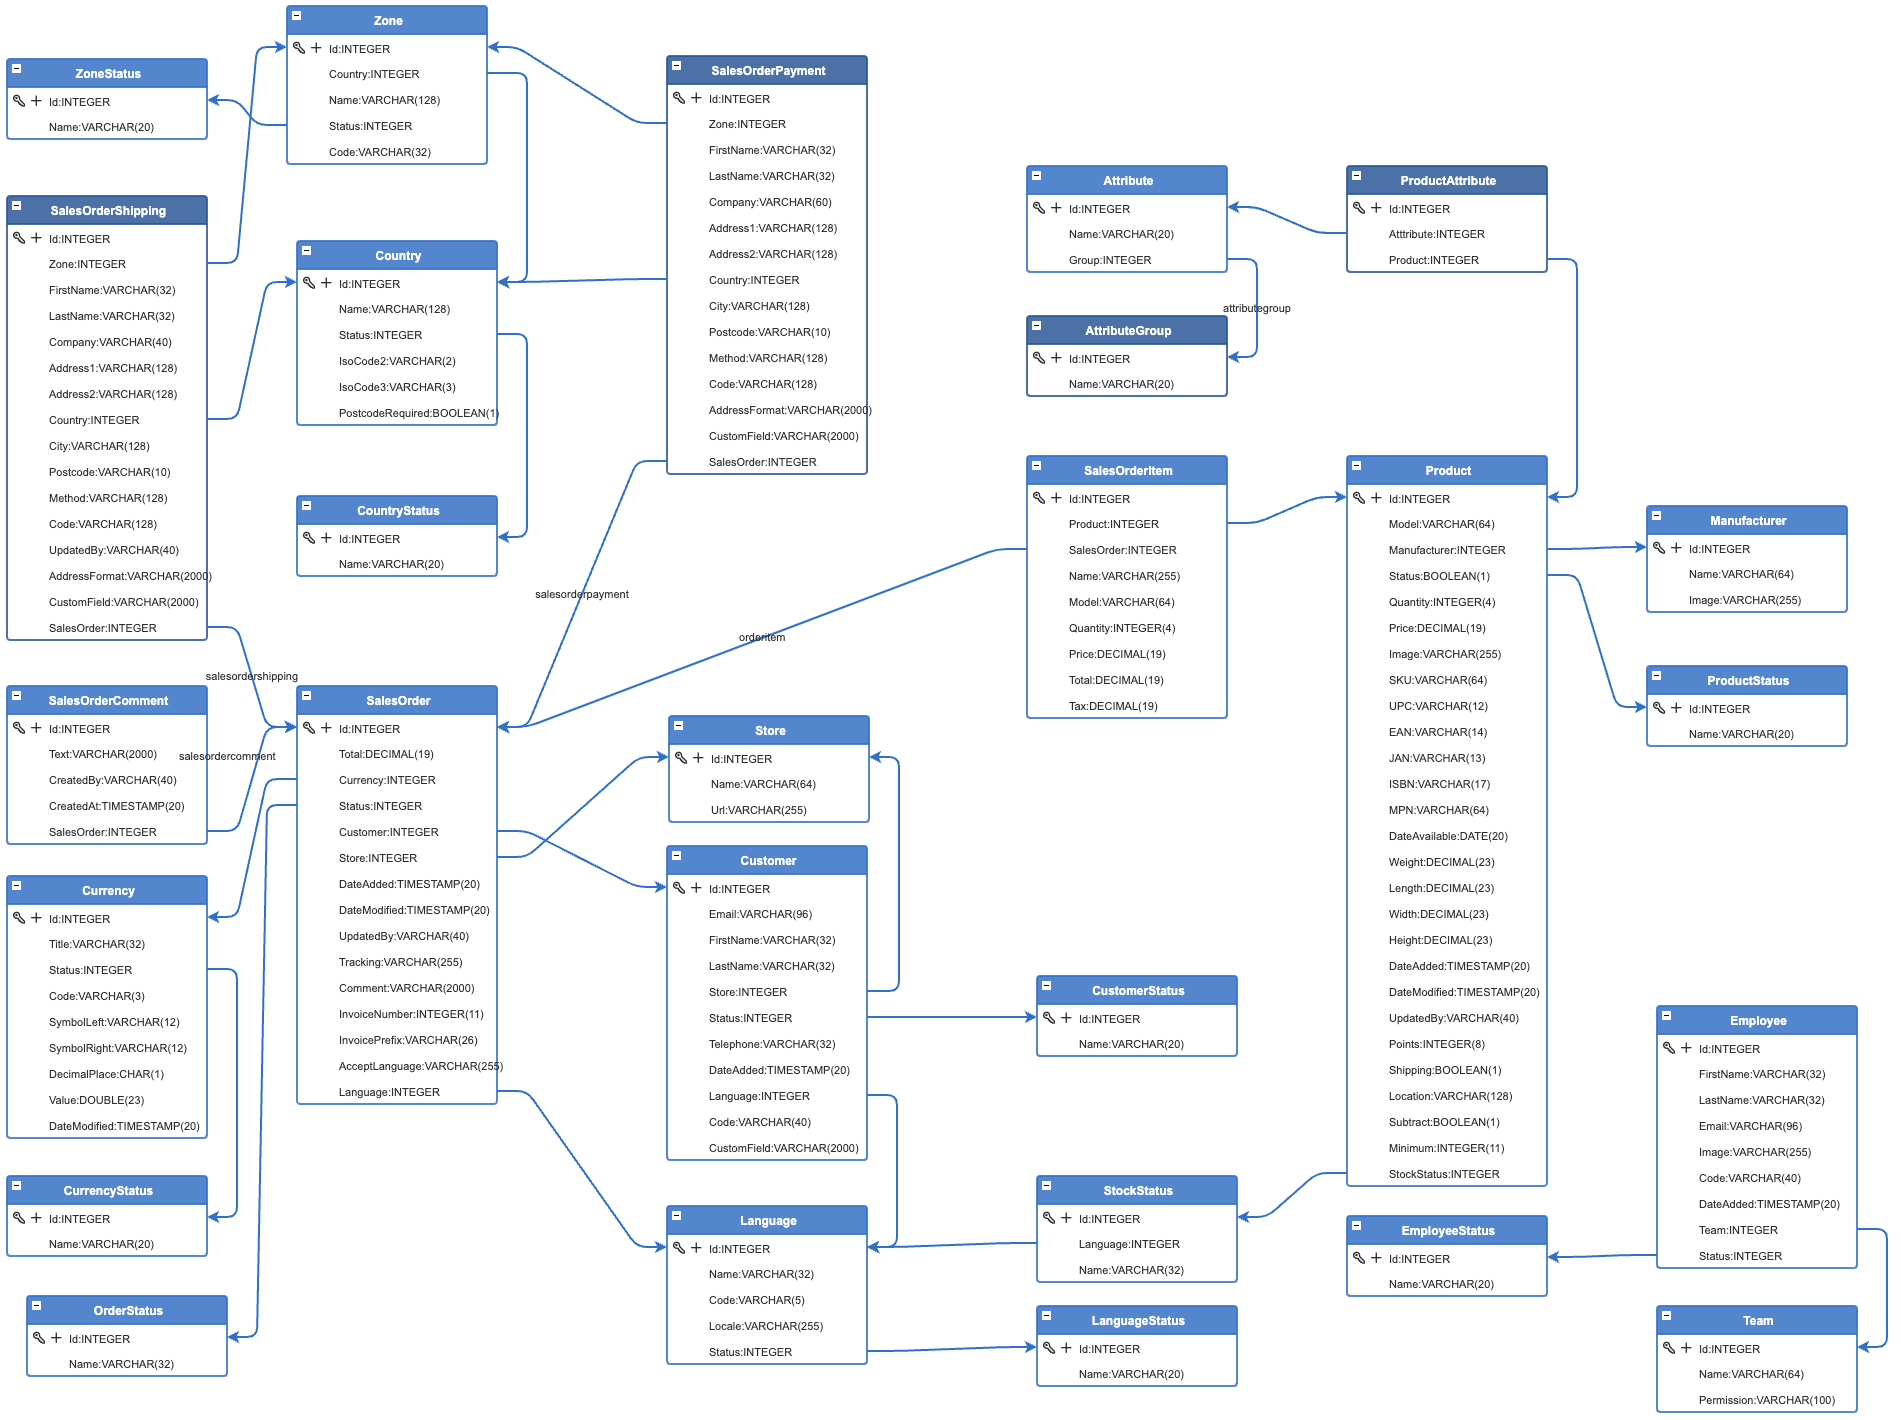 Zone
Id:INTEGER
Country:INTEGER
Name:VARCHAR(128)
Status:INTEGER
Code:VARCHAR(32)
ZoneStatus
Id:INTEGER
Name:VARCHAR(20)
SalesOrderPayment
Id:INTEGER
Zone:INTEGER
FirstName:VARCHAR(32)
LastName:VARCHAR(32)
Company:VARCHAR(60)
Address1:VARCHAR(128)
Address2:VARCHAR(128)
Country:INTEGER
City:VARCHAR(128)
Postcode:VARCHAR(10)
Method:VARCHAR(128)
Code:VARCHAR(128)
AddressFormat:VARCHAR(2000)
CustomField:VARCHAR(2000)
SalesOrder:INTEGER
SalesOrderShipping
Id:INTEGER
Zone:INTEGER
FirstName:VARCHAR(32)
LastName:VARCHAR(32)
Company:VARCHAR(40)
Address1:VARCHAR(128)
Address2:VARCHAR(128)
Country:INTEGER
City:VARCHAR(128)
Postcode:VARCHAR(10)
Method:VARCHAR(128)
Code:VARCHAR(128)
UpdatedBy:VARCHAR(40)
AddressFormat:VARCHAR(2000)
CustomField:VARCHAR(2000)
SalesOrder:INTEGER
Country
Id:INTEGER
Name:VARCHAR(128)
Status:INTEGER
IsoCode2:VARCHAR(2)
IsoCode3:VARCHAR(3)
PostcodeRequired:BOOLEAN(1)
CountryStatus
Id:INTEGER
Name:VARCHAR(20)
Attribute
Id:INTEGER
Name:VARCHAR(20)
Group:INTEGER
attributegroup
AttributeGroup
Id:INTEGER
Name:VARCHAR(20)
ProductAttribute
Id:INTEGER
Atttribute:INTEGER
Product:INTEGER
SalesOrderItem
Id:INTEGER
Product:INTEGER
SalesOrder:INTEGER
Name:VARCHAR(255)
Model:VARCHAR(64)
Quantity:INTEGER(4)
Price:DECIMAL(19)
Total:DECIMAL(19)
Tax:DECIMAL(19)
Product
Id:INTEGER
Model:VARCHAR(64)
Manufacturer:INTEGER
Status:BOOLEAN(1)
Quantity:INTEGER(4)
Price:DECIMAL(19)
Image:VARCHAR(255)
SKU:VARCHAR(64)
UPC:VARCHAR(12)
EAN:VARCHAR(14)
JAN:VARCHAR(13)
ISBN:VARCHAR(17)
MPN:VARCHAR(64)
DateAvailable:DATE(20)
Weight:DECIMAL(23)
Length:DECIMAL(23)
Width:DECIMAL(23)
Height:DECIMAL(23)
DateAdded:TIMESTAMP(20)
DateModified:TIMESTAMP(20)
UpdatedBy:VARCHAR(40)
Points:INTEGER(8)
Shipping:BOOLEAN(1)
Location:VARCHAR(128)
Subtract:BOOLEAN(1)
Minimum:INTEGER(11)
StockStatus:INTEGER
Manufacturer
Id:INTEGER
Name:VARCHAR(64)
Image:VARCHAR(255)
ProductStatus
Id:INTEGER
Name:VARCHAR(20)
salesorderpayment
orderitem
salesordershipping
salesordercomment
SalesOrderComment
Id:INTEGER
Text:VARCHAR(2000)
CreatedBy:VARCHAR(40)
CreatedAt:TIMESTAMP(20)
SalesOrder:INTEGER
SalesOrder
Id:INTEGER
Total:DECIMAL(19)
Currency:INTEGER
Status:INTEGER
Customer:INTEGER
Store:INTEGER
DateAdded:TIMESTAMP(20)
DateModified:TIMESTAMP(20)
UpdatedBy:VARCHAR(40)
Tracking:VARCHAR(255)
Comment:VARCHAR(2000)
InvoiceNumber:INTEGER(11)
InvoicePrefix:VARCHAR(26)
AcceptLanguage:VARCHAR(255)
Language:INTEGER
Store
Id:INTEGER
Name:VARCHAR(64)
Url:VARCHAR(255)
Customer
Id:INTEGER
Email:VARCHAR(96)
FirstName:VARCHAR(32)
LastName:VARCHAR(32)
Store:INTEGER
Status:INTEGER
Telephone:VARCHAR(32)
DateAdded:TIMESTAMP(20)
Language:INTEGER
Code:VARCHAR(40)
CustomField:VARCHAR(2000)
CustomerStatus
Id:INTEGER
Name:VARCHAR(20)
Currency
Id:INTEGER
Title:VARCHAR(32)
Status:INTEGER
Code:VARCHAR(3)
SymbolLeft:VARCHAR(12)
SymbolRight:VARCHAR(12)
DecimalPlace:CHAR(1)
Value:DOUBLE(23)
DateModified:TIMESTAMP(20)
CurrencyStatus
Id:INTEGER
Name:VARCHAR(20)
OrderStatus
Id:INTEGER
Name:VARCHAR(32)
Language
Id:INTEGER
Name:VARCHAR(32)
Code:VARCHAR(5)
Locale:VARCHAR(255)
Status:INTEGER
StockStatus
Id:INTEGER
Language:INTEGER
Name:VARCHAR(32)
LanguageStatus
Id:INTEGER
Name:VARCHAR(20)
EmployeeStatus
Id:INTEGER
Name:VARCHAR(20)
Employee
Id:INTEGER
FirstName:VARCHAR(32)
LastName:VARCHAR(32)
Email:VARCHAR(96)
Image:VARCHAR(255)
Code:VARCHAR(40)
DateAdded:TIMESTAMP(20)
Team:INTEGER
Status:INTEGER
Team
Id:INTEGER
Name:VARCHAR(64)
Permission:VARCHAR(100)